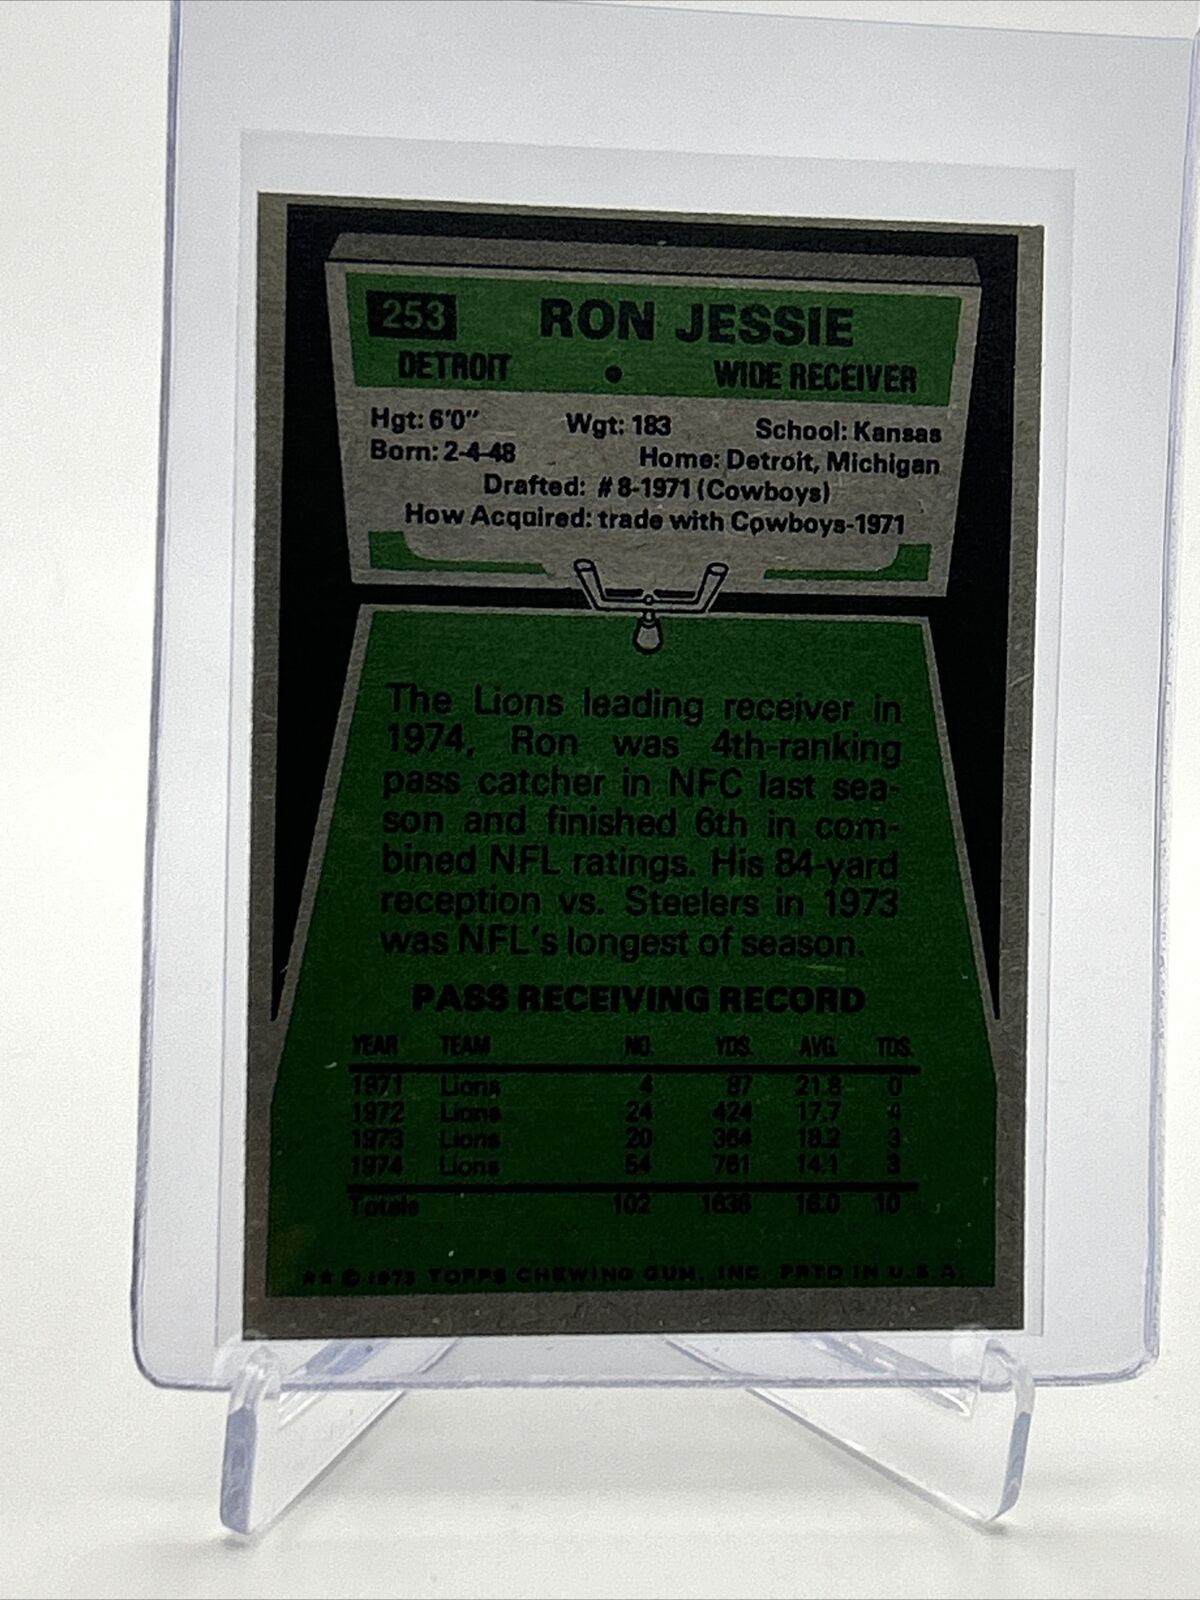 253 RON JESSIE
DETROIT • WIDE RECEIVER
Hgt: 6'0" Wgt: 183 School: Kansas
Born: 2-4-48 Home: Detroit, Michigan
Drafted: #8-1971 (Cowboys)
How Acquired: trade with Cowboys-1971
The Lions leading receiver in
1974, Ron was 4th-ranking
pass catcher in NFC last sea-
son and finished 6th in com-
bined NFL ratings. His 84-yard
reception vs. Steelers in 1973
was NFL's longest of season.
PASS RECEIVING RECORD
YEAR TEAM NO. YDS. AVG. TDS.
1971 Lions 4 87 21.8 0
1972 Lions 24 424 17.7 4
1973 Lions 20 364 18.2 3
1974 Lions 54 761 14.1 3
Totals 102 1636 16.0 10
★★ © TOPPS CHEWING GUM, INC. PRTD IN U.S.A.